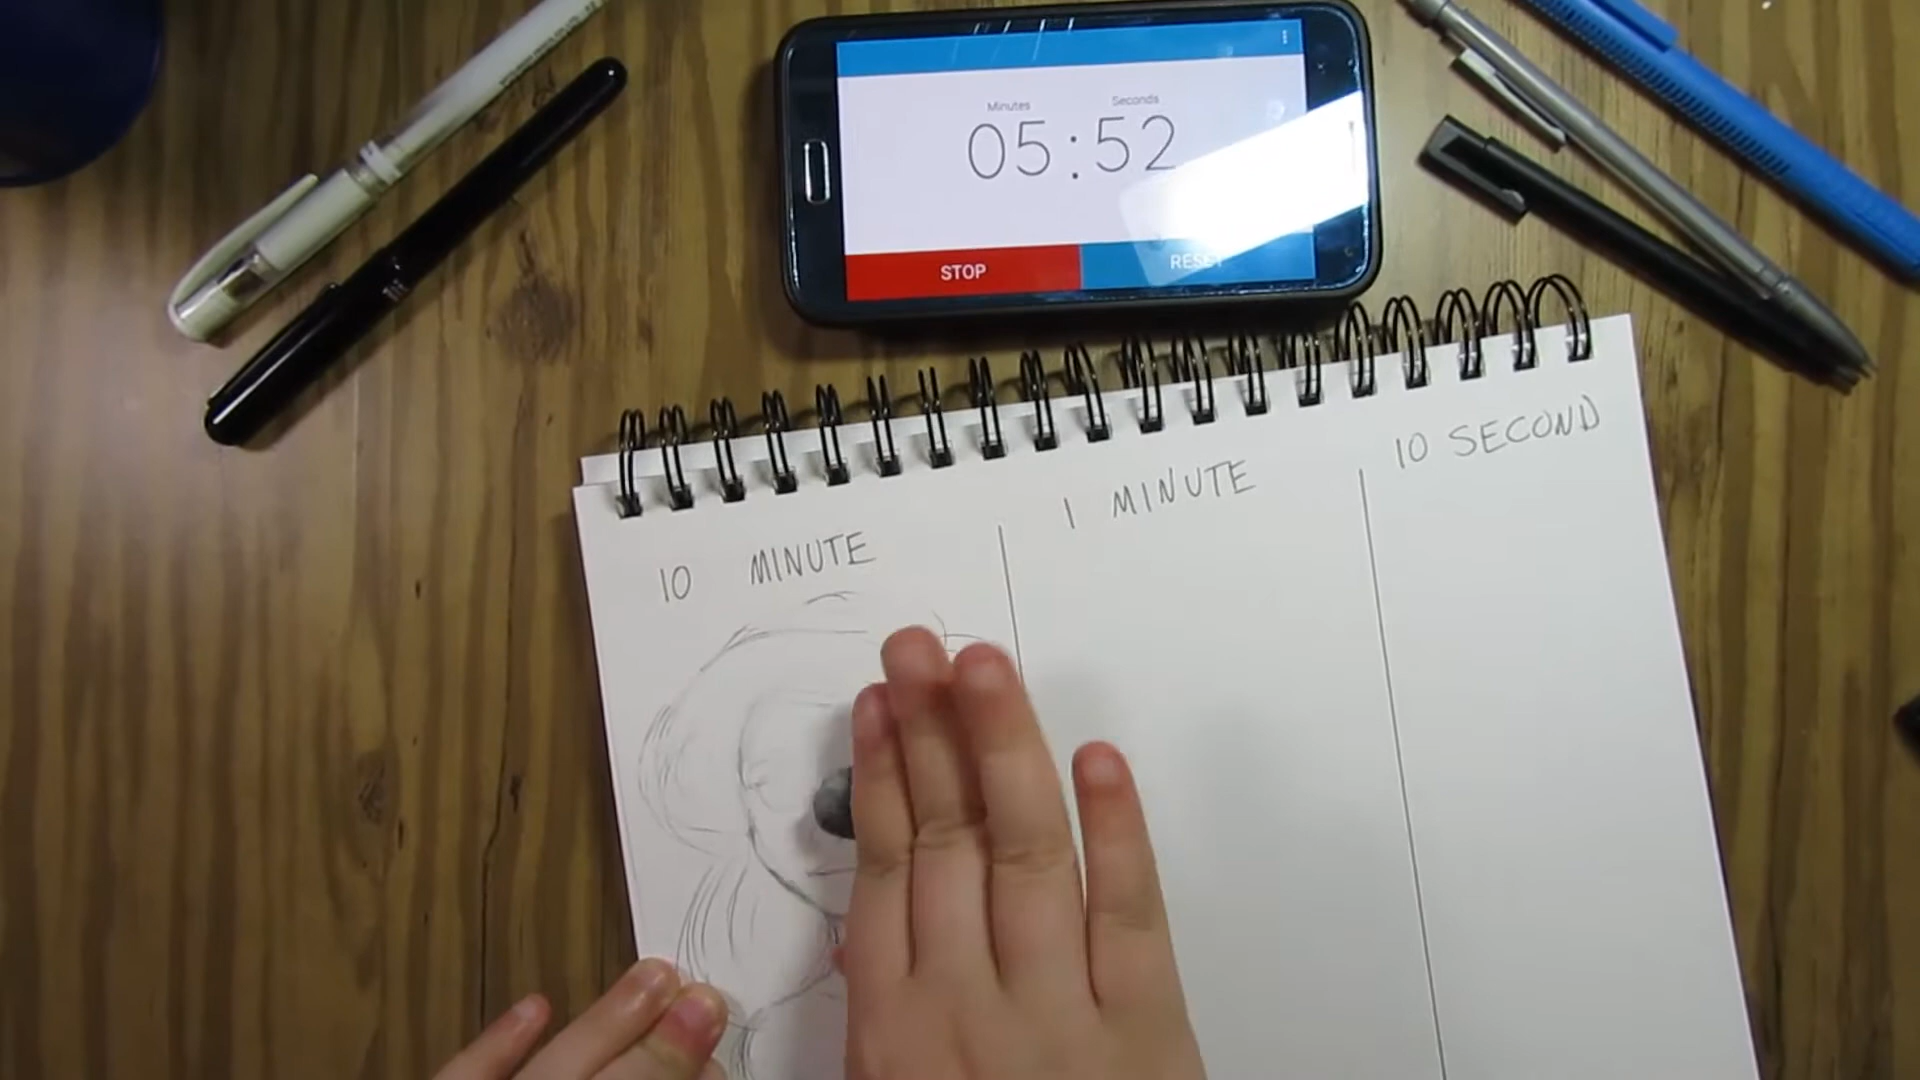 Minutes Seconds
05:52
STOP RESET
10 MINUTE
1 MINUTE
10 SECOND